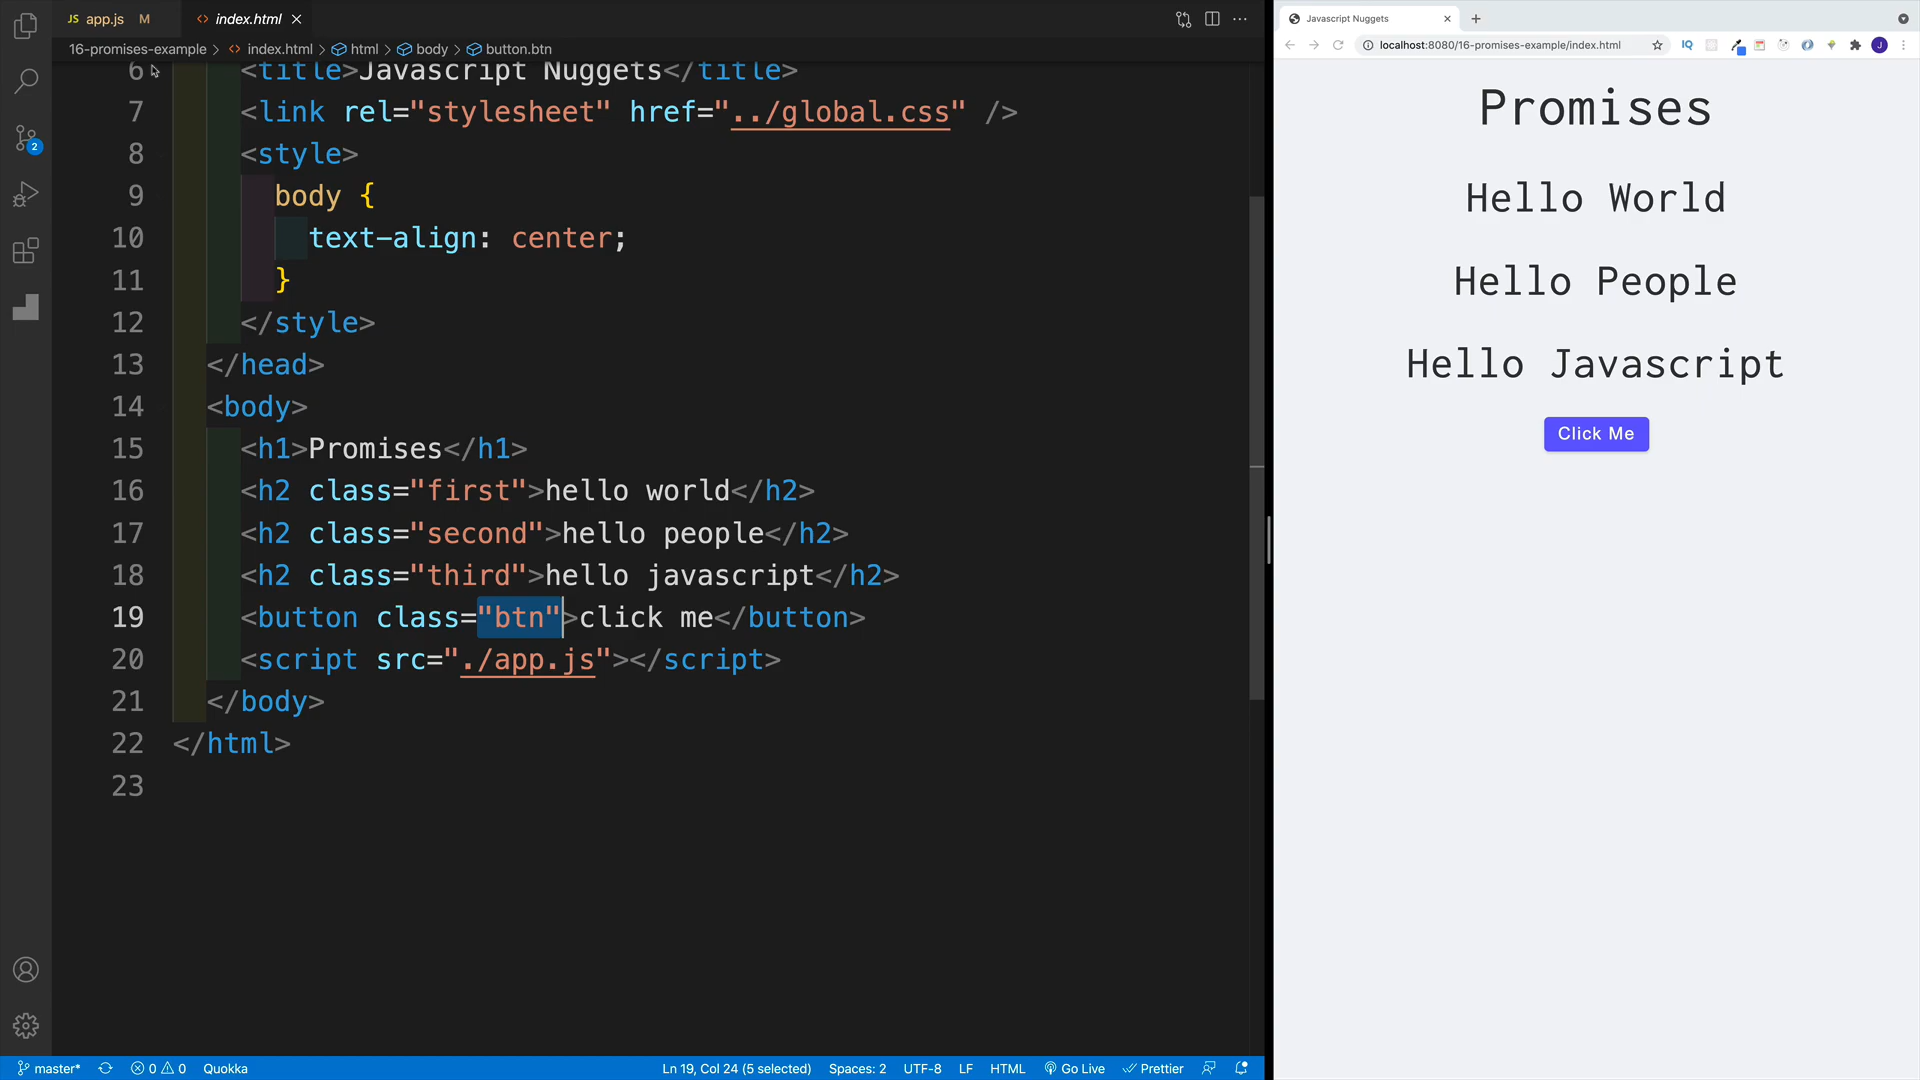 JS app.js M <> index.html
16-promises-example > <> index.html > html > body > button.btn
6 <title>Javascript Nuggets</title>
7 <link rel="stylesheet" href="../global.css" />
8 <style>
9 body {
10 text-align: center;
11 }
12 </style>
13 </head>
14 <body>
15 <h1>Promises</h1>
16 <h2 class="first">hello world</h2>
17 <h2 class="second">hello people</h2>
18 <h2 class="third">hello javascript</h2>
19 <button class="btn">click me</button>
20 <script src="./app.js"></script>
21 </body>
22 </html>
23
2
master* 0 0 Quokka Ln 19, Col 24 (5 selected) Spaces: 2 UTF-8 LF HTML Go Live Prettier
Javascript Nuggets
localhost:8080/16-promises-example/index.html IQ J
Promises
Hello World
Hello People
Hello Javascript
Click Me